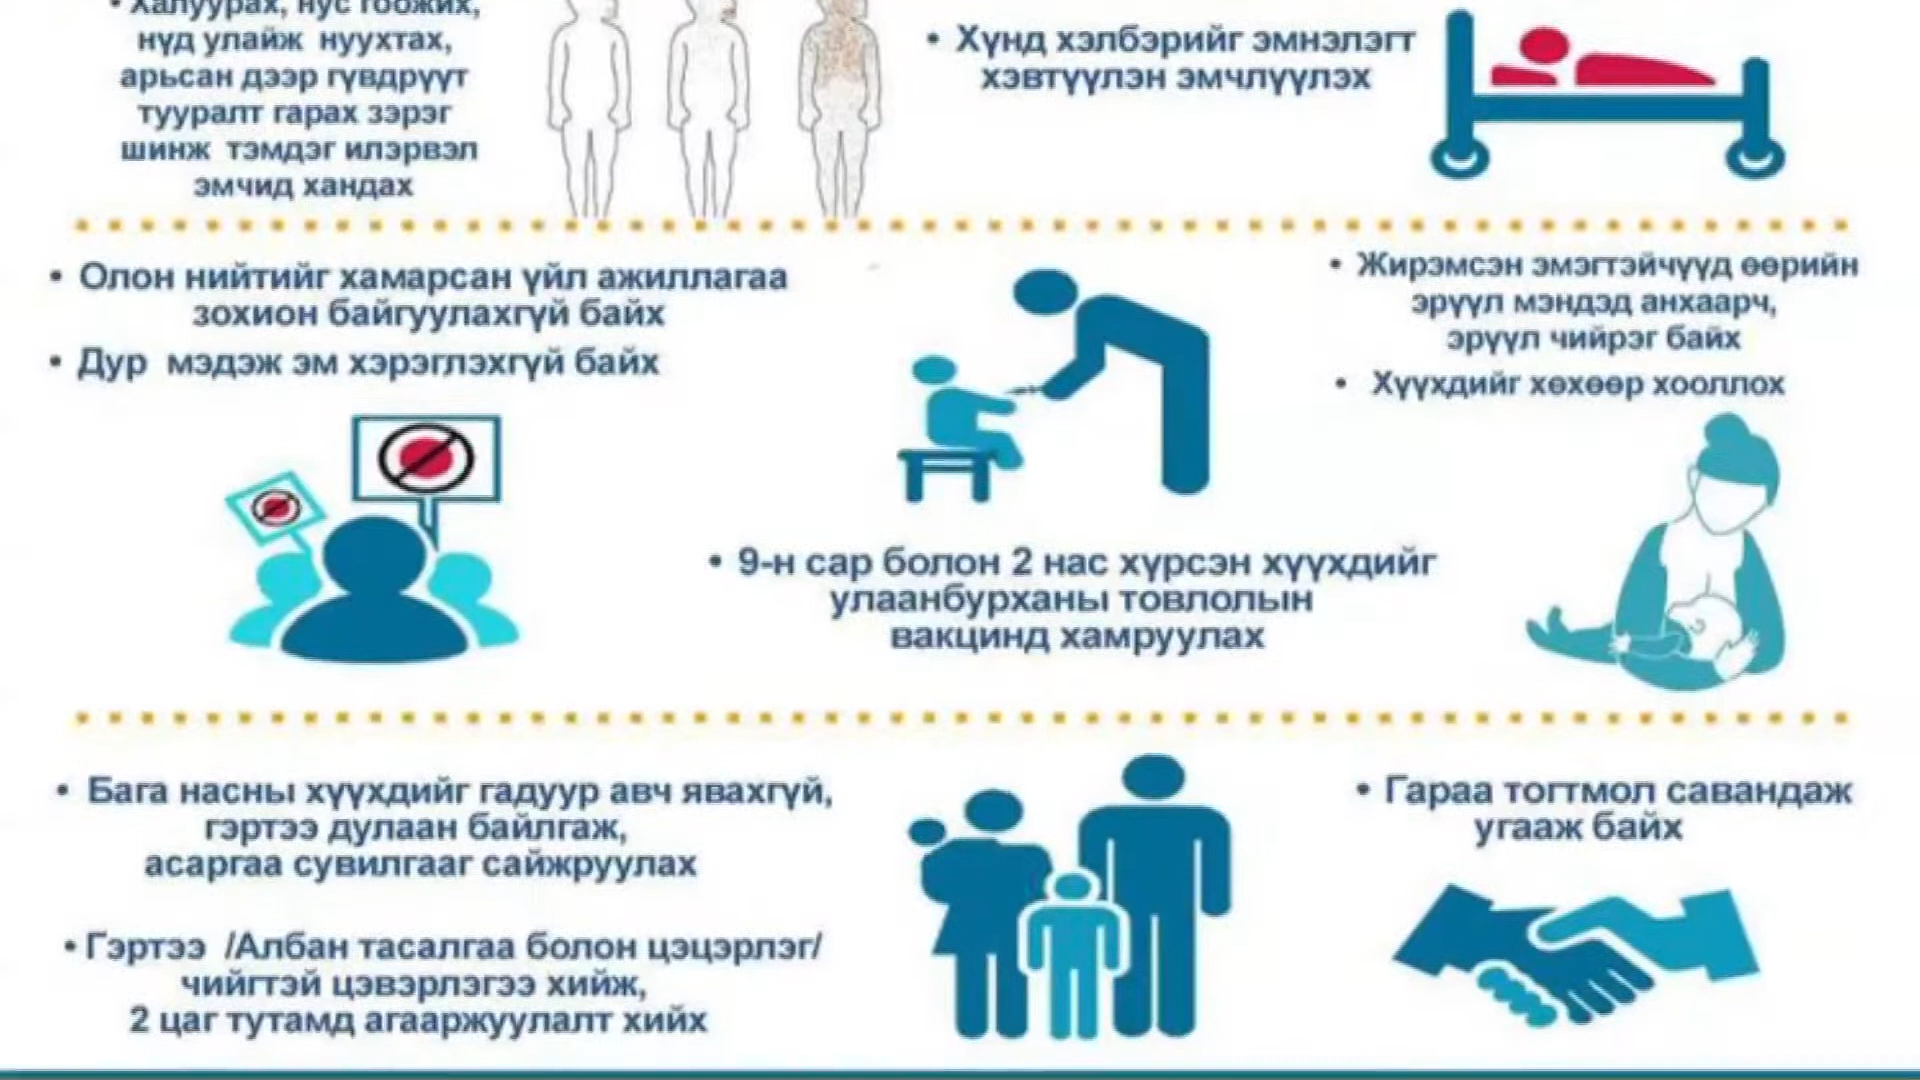 • Халуурах, нус гоожих,
нүд улайж нуухтах,
арьсан дээр гүвдрүүт
тууралт гарах зэрэг
шинж тэмдэг илэрвэл
эмчид хандах
• Хүнд хэлбэрийг эмнэлэгт
хэвтүүлэн эмчлүүлэх
• Олон нийтийг хамарсан үйл ажиллагаа
зохион байгуулахгүй байх
• Дур мэдэж эм хэрэглэхгүй байх
• 9-н сар болон 2 нас хүрсэн хүүхдийг
улаанбурханы товлолын
вакцинд хамруулах
• Жирэмсэн эмэгтэйчүүд өөрийн
эрүүл мэндэд анхаарч,
эрүүл чийрэг байх
• Хүүхдийг хөхөөр хооллох
• Бага насны хүүхдийг гадуур авч явахгүй,
гэртээ дулаан байлгаж,
асаргаа сувилгааг сайжруулах
• Гэртээ /Албан тасалгаа болон цэцэрлэг/
чийгтэй цэвэрлэгээ хийж,
2 цаг тутамд агааржуулалт хийх
• Гараа тогтмол савандаж
угааж байх